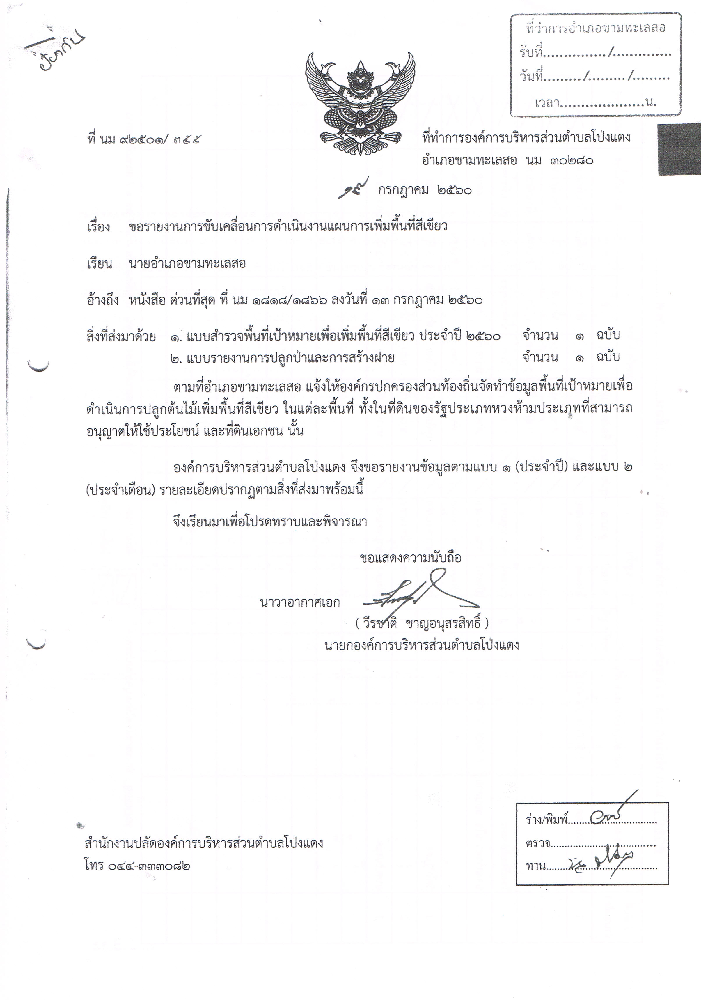 ที่ว่าการอำเภอขามทะเลสอ
รับที่.............../..............
วันที่........./........./.........
เวลา....................น.
ที่ นม ๙๒๕๐๑/ ๓๕๕
ที่ทำการองค์การบริหารส่วนตำบลโป่งแดง
อำเภอขามทะเลสอ นม ๓๐๒๘๐
๑๙ กรกฎาคม ๒๕๖๐
เรื่อง ขอรายงานการขับเคลื่อนการดำเนินงานแผนการเพิ่มพื้นที่สีเขียว
เรียน นายอำเภอขามทะเลสอ
อ้างถึง หนังสือ ด่วนที่สุด ที่ นม ๑๘๑๘/๑๘๖๖ ลงวันที่ ๑๓ กรกฎาคม ๒๕๖๐
สิ่งที่ส่งมาด้วย ๑. แบบสำรวจพื้นที่เป้าหมายเพื่อเพิ่มพื้นที่สีเขียว ประจำปี ๒๕๖๐ จำนวน ๑ ฉบับ
๒. แบบรายงานการปลูกป่าและการสร้างฝาย จำนวน ๑ ฉบับ
ตามที่อำเภอขามทะเลสอ แจ้งให้องค์กรปกครองส่วนท้องถิ่นจัดทำข้อมูลพื้นที่เป้าหมายเพื่อ
ดำเนินการปลูกต้นไม้เพิ่มพื้นที่สีเขียว ในแต่ละพื้นที่ ทั้งในที่ดินของรัฐประเภทหวงห้ามประเภทที่สามารถ
อนุญาตให้ใช้ประโยชน์ และที่ดินเอกชน นั้น
องค์การบริหารส่วนตำบลโป่งแดง จึงขอรายงานข้อมูลตามแบบ ๑ (ประจำปี) และแบบ ๒
(ประจำเดือน) รายละเอียดปรากฏตามสิ่งที่ส่งมาพร้อมนี้
จึงเรียนมาเพื่อโปรดทราบและพิจารณา
ขอแสดงความนับถือ
นาวาอากาศเอก
( วีรชาติ ชาญอนุสรสิทธิ์ )
นายกองค์การบริหารส่วนตำบลโป่งแดง
ร่าง/พิมพ์
ตรวจ
ทาน
สำนักงานปลัดองค์การบริหารส่วนตำบลโป่งแดง
โทร ๐๔๔-๓๓๓๐๘๒